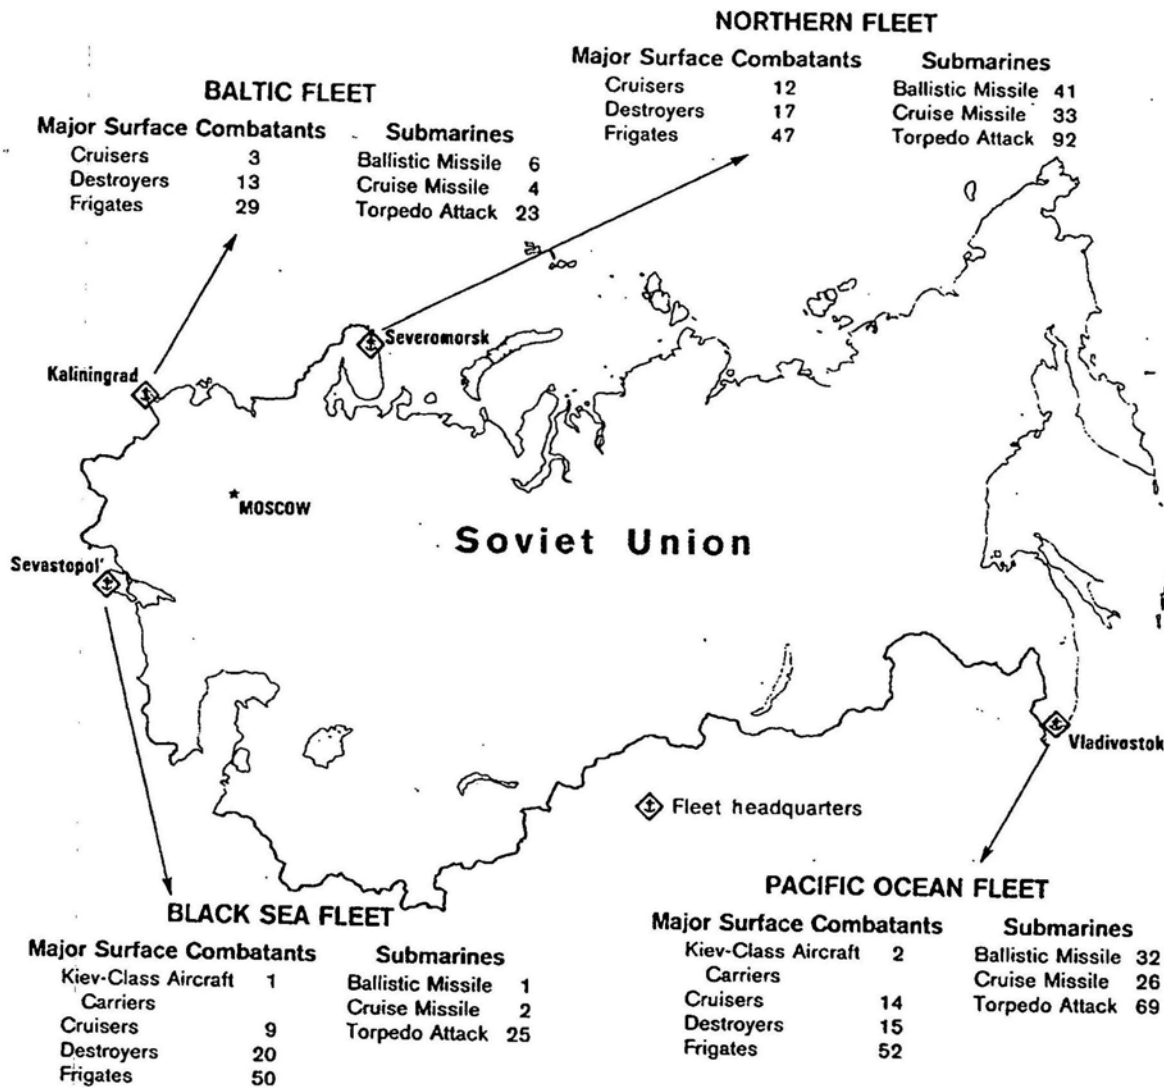 NORTHERN FLEET
Major Surface Combatants
Cruisers 12
Destroyers 17
Frigates 47
Submarines
Ballistic Missile 41
Cruise Missile 33
Torpedo Attack 92
BALTIC FLEET
Major Surface Combatants
Cruisers 3
Destroyers 13
Frigates 29
Submarines
Ballistic Missile 6
Cruise Missile 4
Torpedo Attack 23
Severomorsk
Kaliningrad
MOSCOW
Soviet Union
Sevastopol'
Vladivostok
Fleet headquarters
BLACK SEA FLEET
Major Surface Combatants
Kiev-Class Aircraft 1
Carriers
Cruisers 9
Destroyers 20
Frigates 50
Submarines
Ballistic Missile 1
Cruise Missile 2
Torpedo Attack 25
PACIFIC OCEAN FLEET
Major Surface Combatants
Kiev-Class Aircraft 2
Carriers
Cruisers 14
Destroyers 15
Frigates 52
Submarines
Ballistic Missile 32
Cruise Missile 26
Torpedo Attack 69